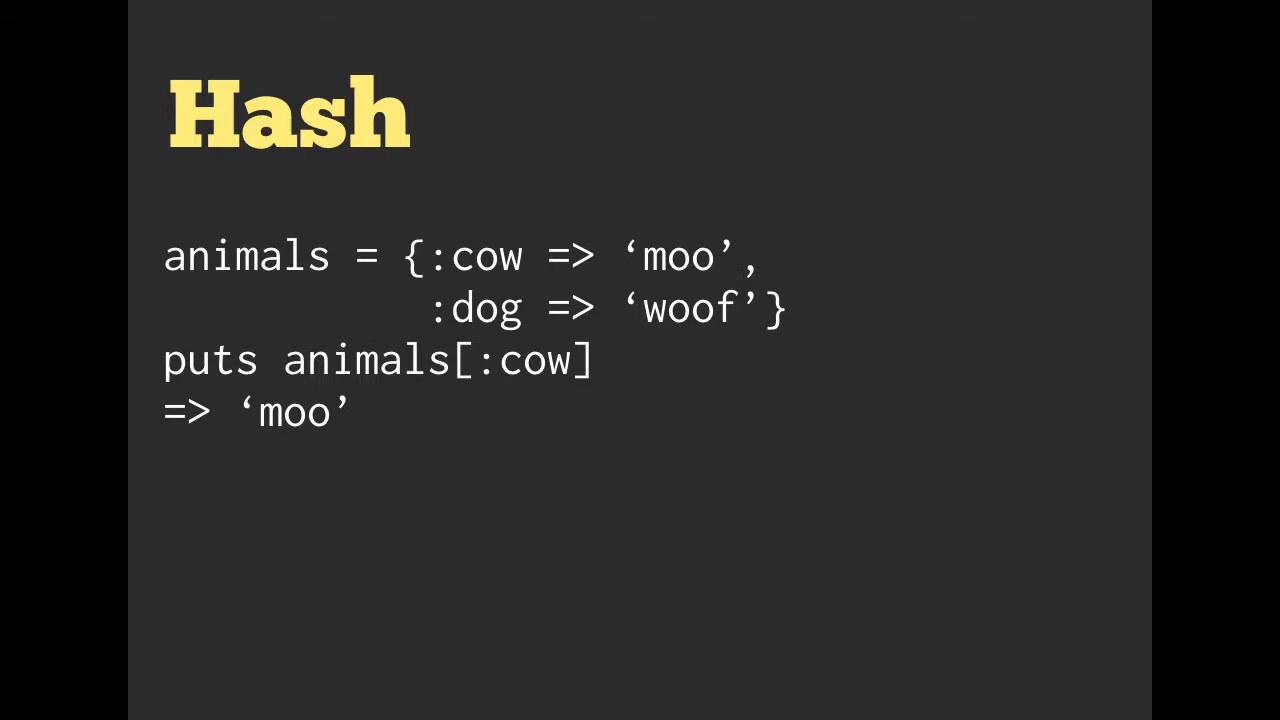 Hash
animals = {:cow => ‘moo’,
:dog => ‘woof’}
puts animals[:cow]
=> ‘moo’